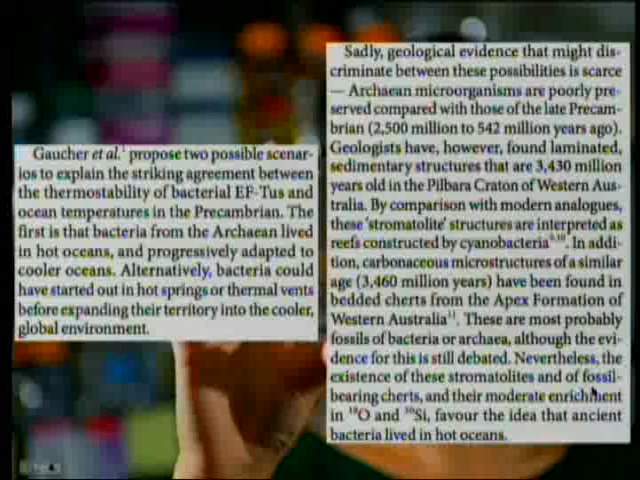 Gaucher et al.1 propose two possible scenar-
ios to explain the striking agreement between
the thermostability of bacterial EF-Tus and
ocean temperatures in the Precambrian. The
first is that bacteria from the Archaean lived
in hot oceans, and progressively adapted to
cooler oceans. Alternatively, bacteria could
have started out in hot springs or thermal vents
before expanding their territory into the cooler,
global environment.
Sadly, geological evidence that might dis-
criminate between these possibilities is scarce
— Archaean microorganisms are poorly pre-
served compared with those of the late Precam-
brian (2,500 million to 542 million years ago).
Geologists have, however, found laminated,
sedimentary structures that are 3,430 million
years old in the Pilbara Craton of Western Aus-
tralia. By comparison with modern analogues,
these 'stromatolite' structures are interpreted as
reefs constructed by cyanobacteria9,10. In addi-
tion, carbonaceous microstructures of a similar
age (3,460 million years) have been found in
bedded cherts from the Apex Formation of
Western Australia11. These are most probably
fossils of bacteria or archaea, although the evi-
dence for this is still debated. Nevertheless, the
existence of these stromatolites and of fossil-
bearing cherts, and their moderate enrichment
in 18O and 30Si, favour the idea that ancient
bacteria lived in hot oceans.